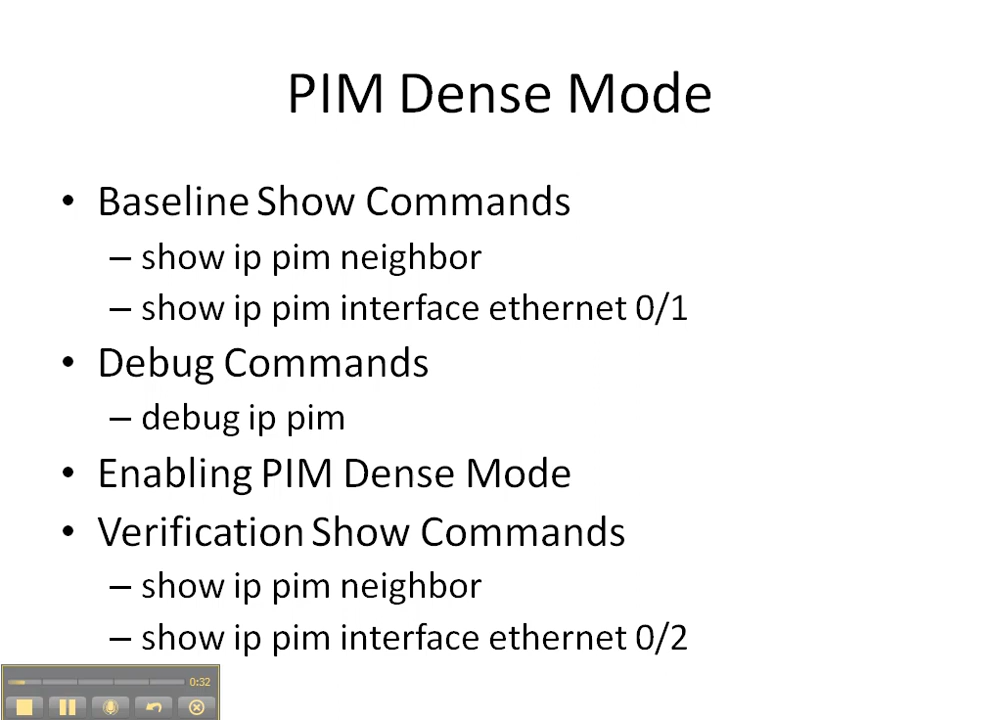 PIM Dense Mode
• Baseline Show Commands
– show ip pim neighbor
– show ip pim interface ethernet 0/1
• Debug Commands
– debug ip pim
• Enabling PIM Dense Mode
• Verification Show Commands
– show ip pim neighbor
– show ip pim interface ethernet 0/2
0:32